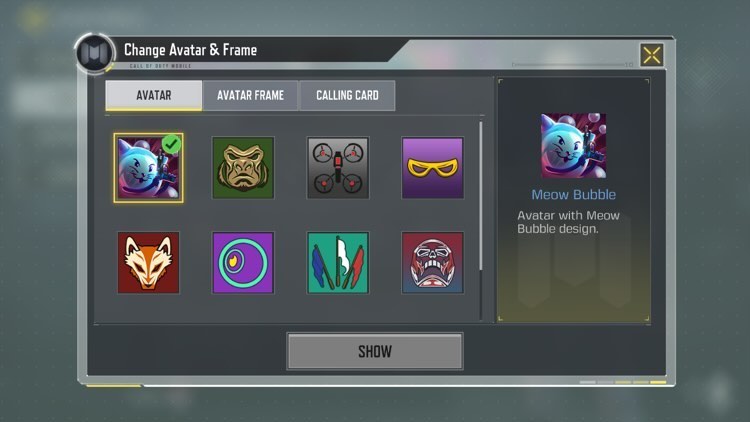 Change Avatar & Frame
CALL OF DUTY MOBILE
AVATAR
AVATAR FRAME
CALLING CARD
Meow Bubble
Avatar with Meow
Bubble design.
SHOW